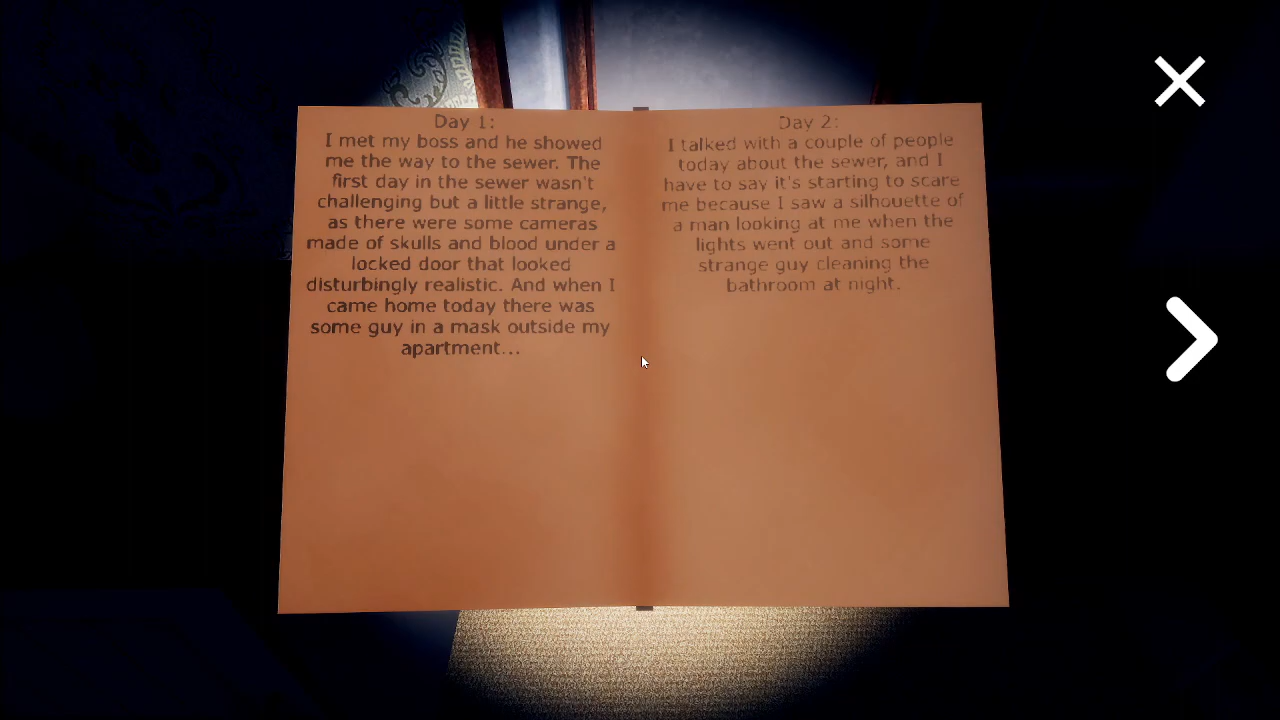 Day 1:
I met my boss and he showed
me the way to the sewer. The
first day in the sewer wasn't
challenging but a little strange,
as there were some cameras
made of skulls and blood under a
locked door that looked
disturbingly realistic. And when I
came home today there was
some guy in a mask outside my
apartment...
Day 2:
I talked with a couple of people
today about the sewer, and I
have to say it's starting to scare
me because I saw a silhouette of
a man looking at me when the
lights went out and some
strange guy cleaning the
bathroom at night.